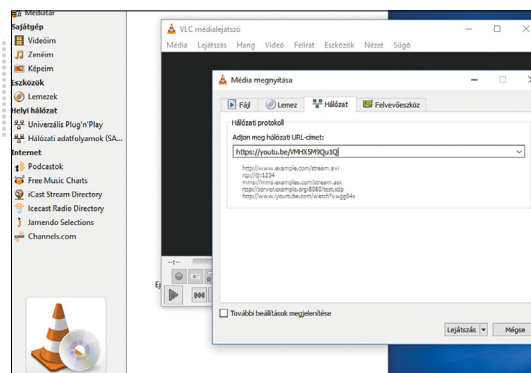 Médiatár
Sajátgép
Videóim
Zenéim
Képeim
Eszközök
Lemezek
Helyi hálózat
Univerzális Plug'n'Play
Hálózati adatfolyamok (SA...
Internet
Podcastok
Free Music Charts
iCast Stream Directory
Icecast Radio Directory
Jamendo Selections
Channels.com
VLC médialejátszó
Média Lejátszás Hang Videó Felirat Eszközök Nézet Súgó
Média megnyitása
Fájl Lemez Hálózat Felvevőeszköz
Hálózati protokoll
Adjon meg hálózati URL-címet:
https://youtu.be/VMHXSM9Qu1Q
http://www.example.com/stream.avi
rtp://@:1234
mms://mms.examples.com/stream.asx
rtsp://server.example.org:8080/test.sdp
http://www.youtube.com/watch?v=gg64x
--:--
További beállítások megjelenítése
Lejátszás Mégse